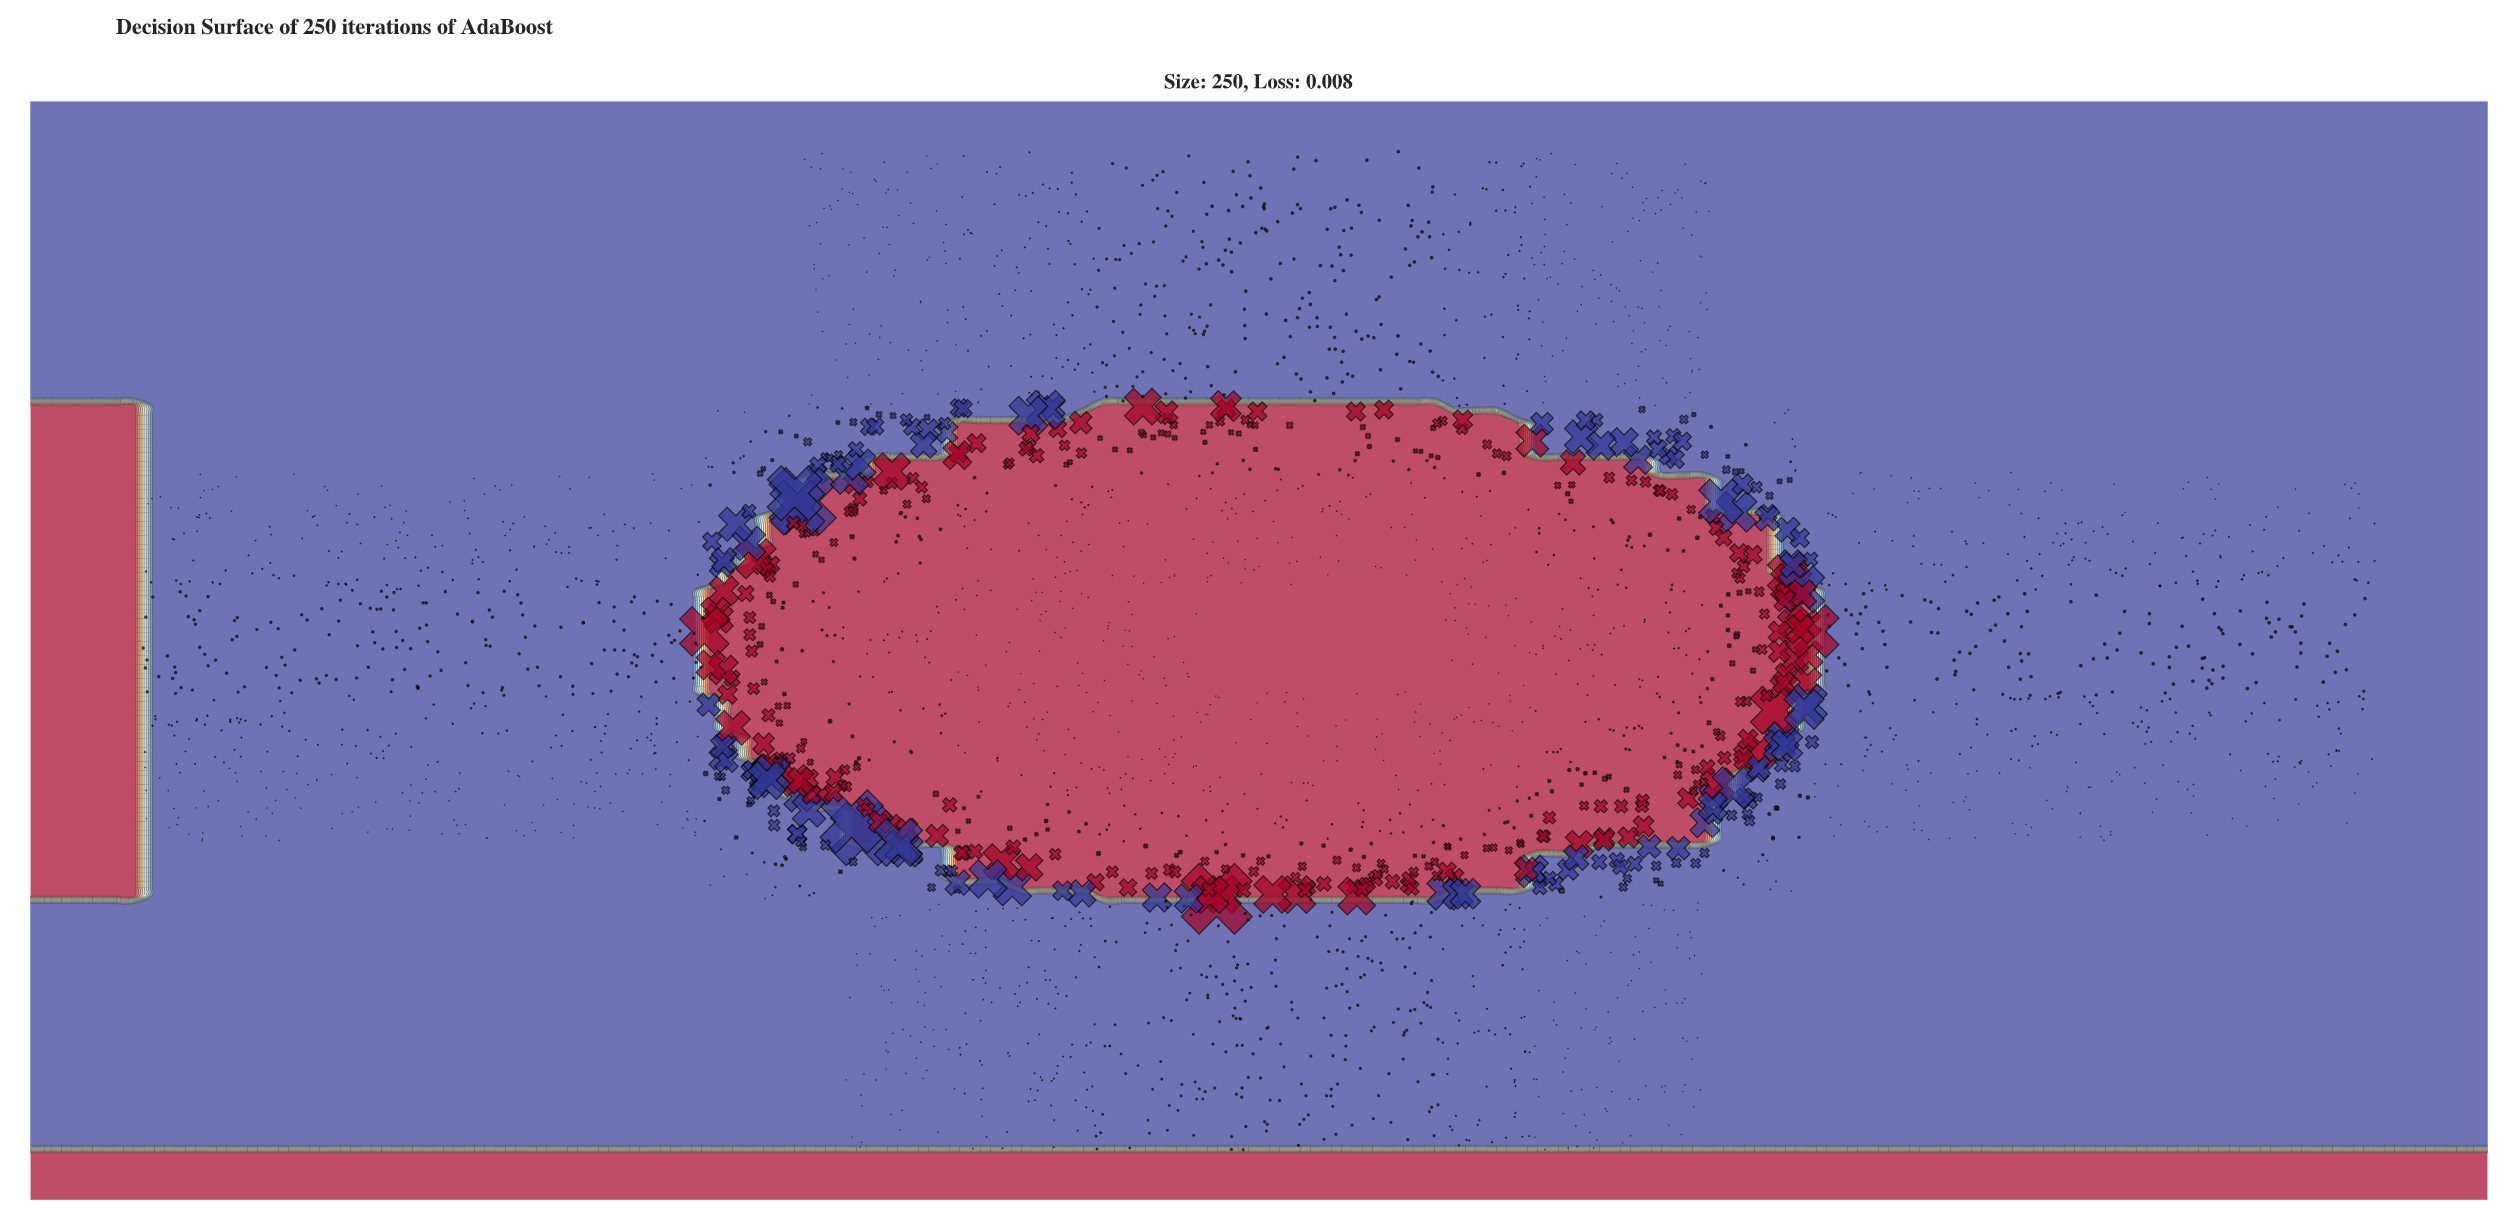 Decision Surface of 250 iterations of AdaBoost
Size: 250, Loss: 0.008